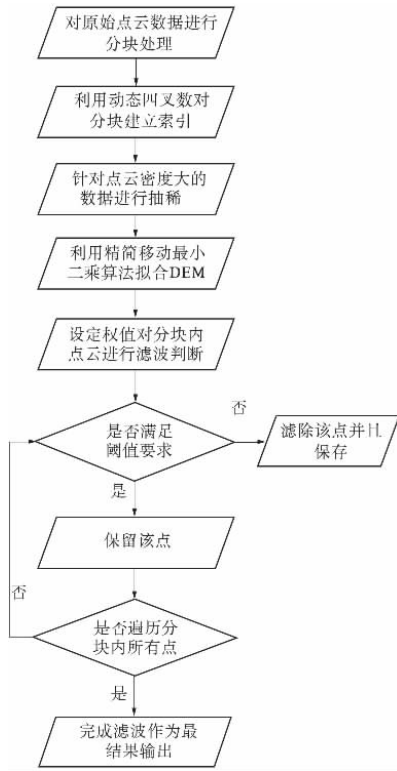 对原始点云数据进行
分块处理
利用动态四叉数对
分块建立索引
针对点云密度大的
数据进行抽稀
利用精简移动最小
二乘算法拟合DEM
设定权值对分块内
点云进行滤波判断
是否满足
阈值要求
否
滤除该点并且
保存
是
保留该点
否
是否遍历分
块内所有点
是
完成滤波作为最
结果输出